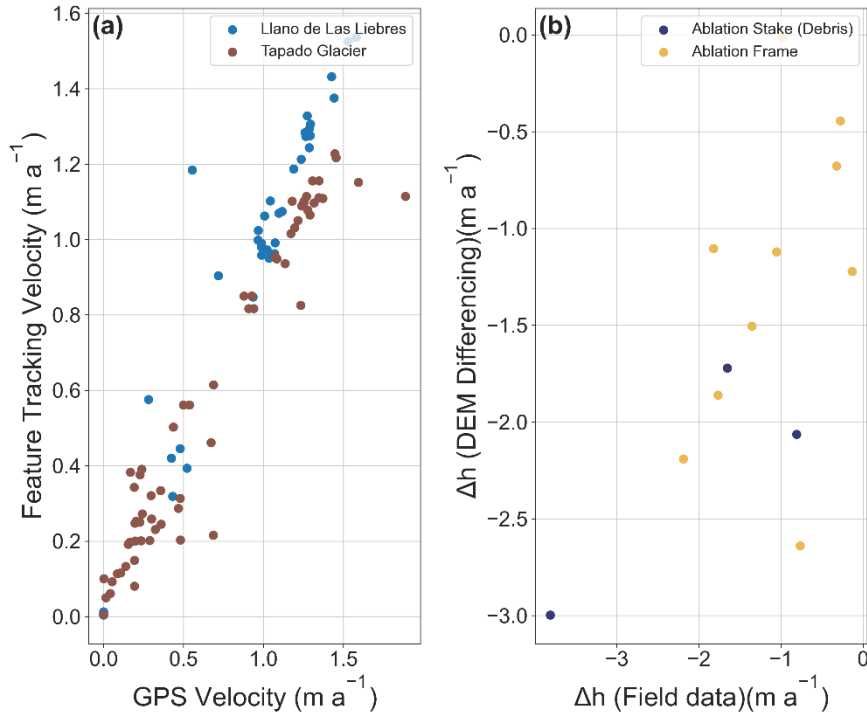 (a)
Llano de Las Liebres
Tapado Glacier
Feature Tracking Velocity (m a⁻¹)
1.6
1.4
1.2
1.0
0.8
0.6
0.4
0.2
0.0
0.0 0.5 1.0 1.5
GPS Velocity (m a⁻¹)
(b)
Ablation Stake (Debris)
Ablation Frame
Δh (DEM Differencing)(m a⁻¹)
0.0
−0.5
−1.0
−1.5
−2.0
−2.5
−3.0
−3 −2 −1 0
Δh (Field data)(m a⁻¹)